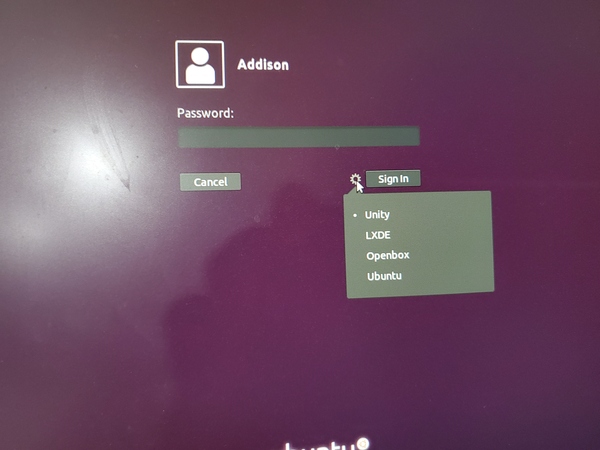 Addison
Password:
Cancel
Sign In
Unity
LXDE
Openbox
Ubuntu